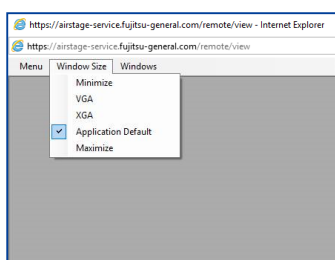 https://airstage-service.fujitsu-general.com/remote/view - Internet Explorer
https://airstage-service.fujitsu-general.com/remote/view
Menu Window Size Windows
Minimize
VGA
XGA
Application Default
Maximize